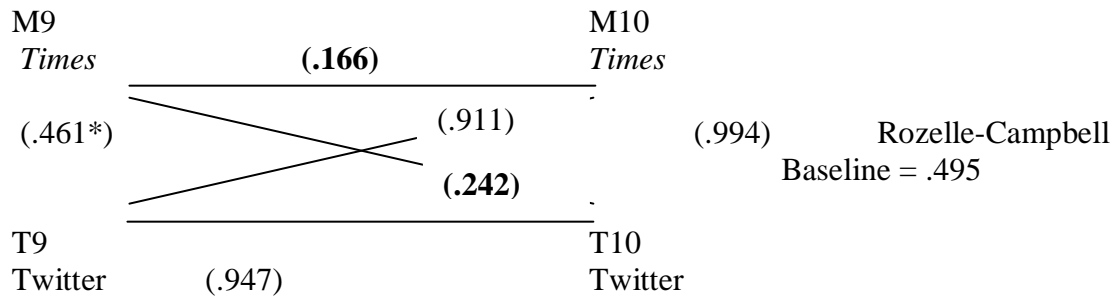 M9 M10
Times (.166) Times
(.911)
(.461*) (.994) Rozelle-Campbell
Baseline = .495
(.242)
T9 T10
Twitter (.947) Twitter